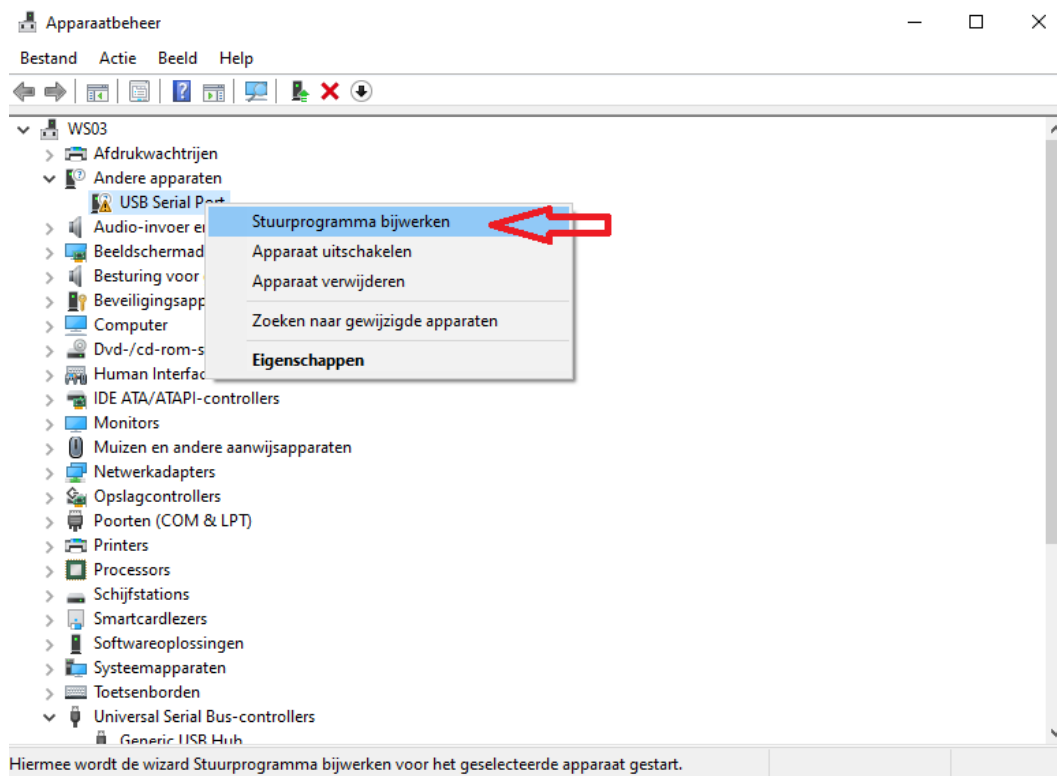 Apparaatbeheer
Bestand Actie Beeld Help
WS03
Afdrukwachtrijen
Andere apparaten
USB Serial Port
Stuurprogramma bijwerken
Apparaat uitschakelen
Apparaat verwijderen
Zoeken naar gewijzigde apparaten
Eigenschappen
Audio-invoer e
Beeldschermad
Besturing voor
Beveiligingsapp
Computer
Dvd-/cd-rom-s
Human Interfac
IDE ATA/ATAPI-controllers
Monitors
Muizen en andere aanwijsapparaten
Netwerkadapters
Opslagcontrollers
Poorten (COM & LPT)
Printers
Processors
Schijfstations
Smartcardlezers
Softwareoplossingen
Systeemapparaten
Toetsenborden
Universal Serial Bus-controllers
Generic USB Hub
Hiermee wordt de wizard Stuurprogramma bijwerken voor het geselecteerde apparaat gestart.